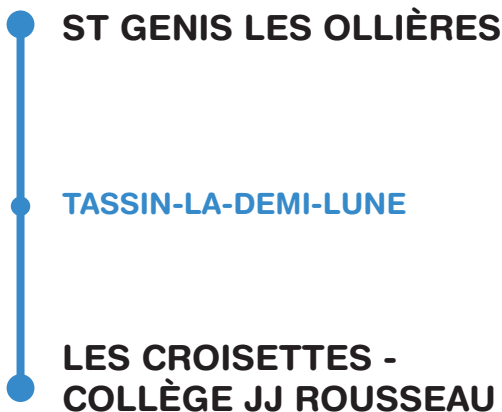 ST GENIS LES OLLIÈRES
TASSIN-LA-DEMI-LUNE
LES CROISETTES -
COLLÈGE JJ ROUSSEAU